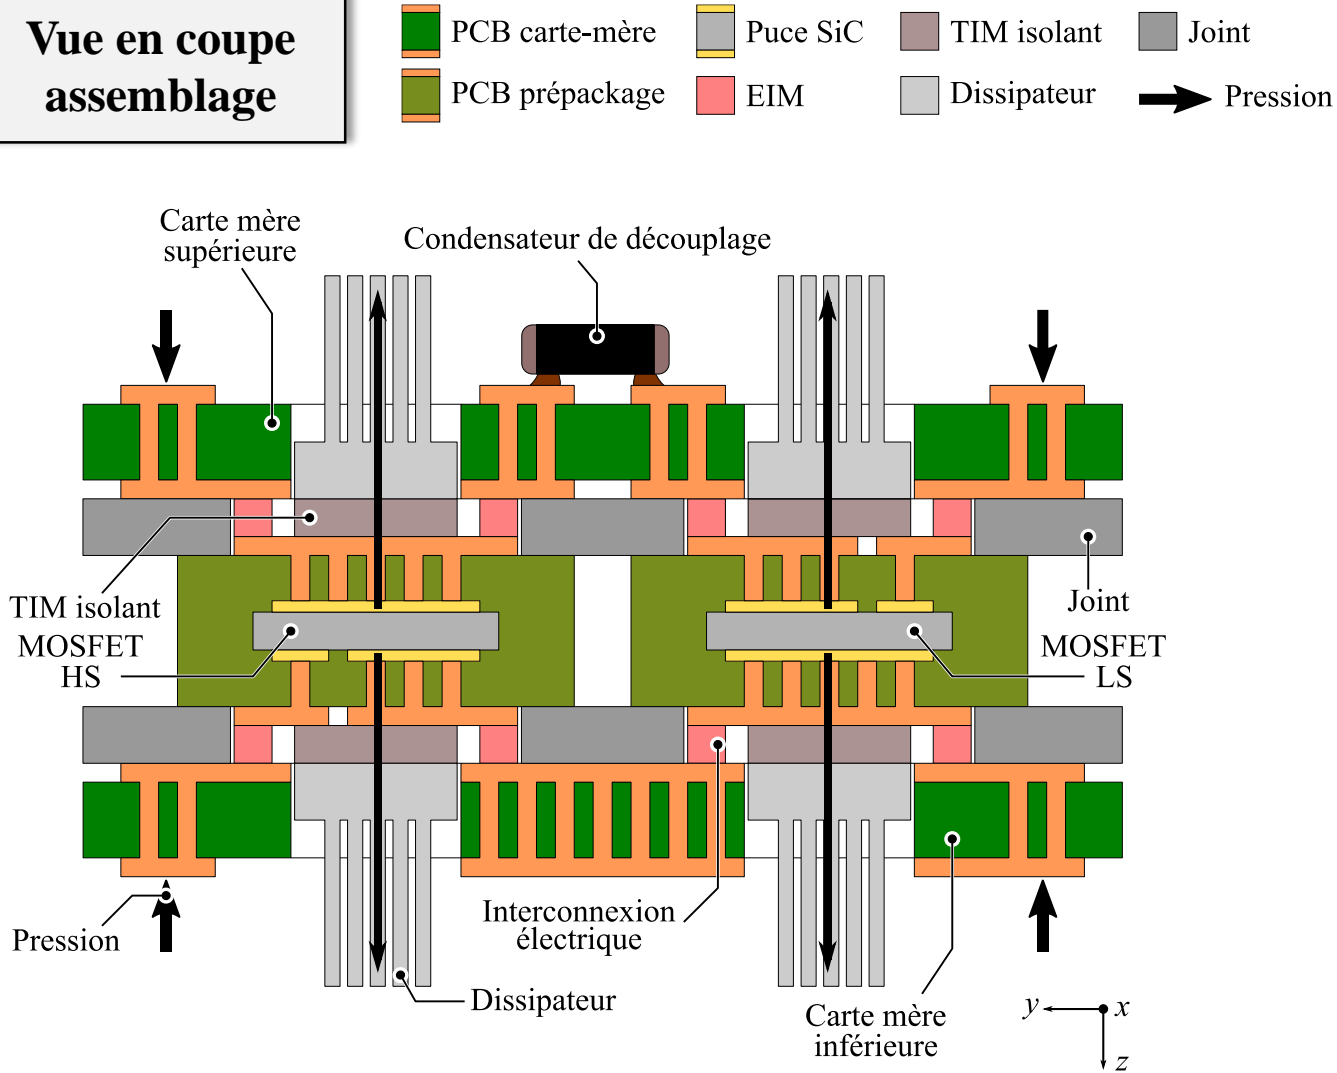 Vue en coupe
assemblage
PCB carte-mère
Puce SiC
TIM isolant
Joint
PCB prépackage
EIM
Dissipateur
Pression
Carte mère
supérieure
Condensateur de découplage
TIM isolant
MOSFET
HS
Joint
MOSFET
LS
Pression
Interconnexion
électrique
Dissipateur
Carte mère
inférieure
y
x
z